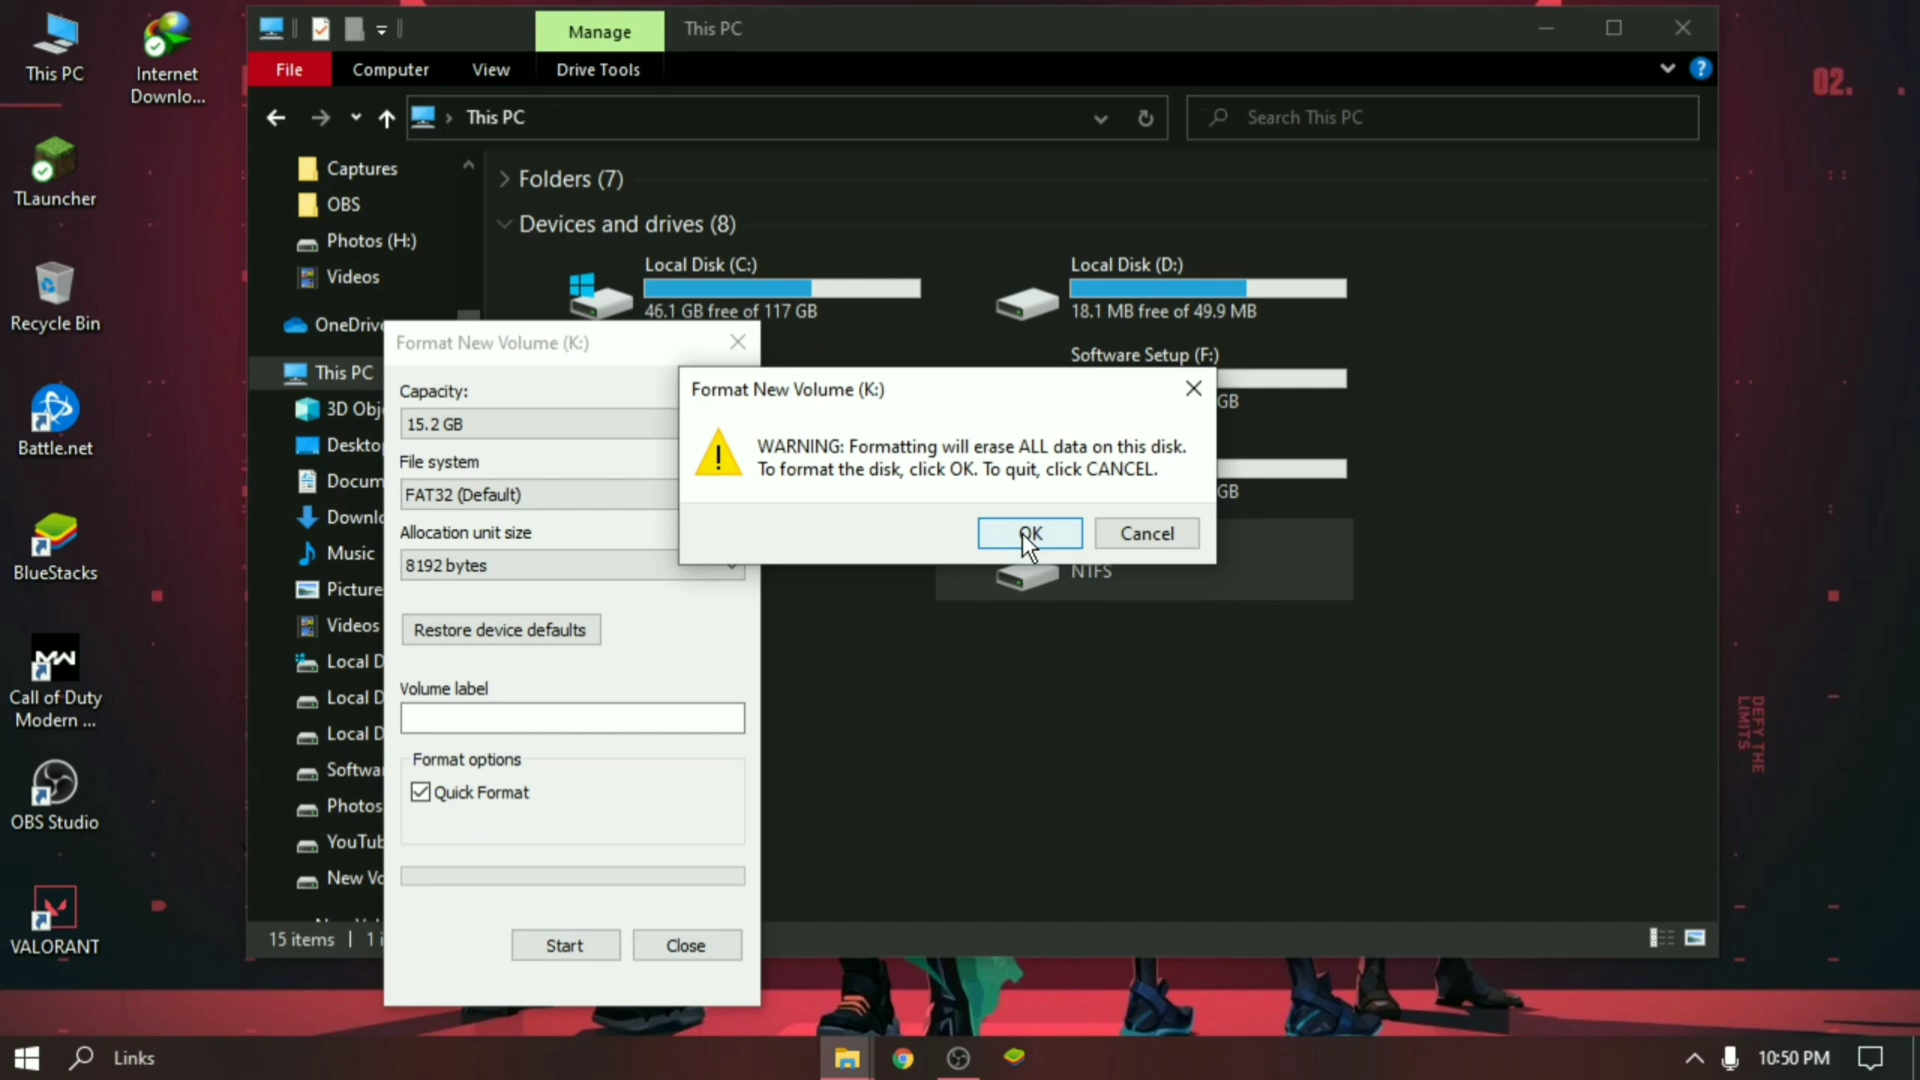 Manage
This PC
File
Computer
View
Drive Tools
This PC
Search This PC
This PC
Internet
Downlo...
TLauncher
Recycle Bin
Battle.net
BlueStacks
Call of Duty
Modern ...
OBS Studio
VALORANT
Captures
OBS
Photos (H:)
Videos
OneDrive
This PC
3D Obj
Deskto
Docum
Downlo
Music
Picture
Videos
Local D
Local D
Local D
Softwa
Photos
YouTub
New Vo
15 items
1 i
Folders (7)
Devices and drives (8)
Local Disk (C:)
46.1 GB free of 117 GB
Local Disk (D:)
18.1 MB free of 49.9 MB
Software Setup (F:)
GB
GB
NTFS
Format New Volume (K:)
Capacity:
15.2 GB
File system
FAT32 (Default)
Allocation unit size
8192 bytes
Restore device defaults
Volume label
Format options
Quick Format
Start
Close
Format New Volume (K:)
WARNING: Formatting will erase ALL data on this disk.
To format the disk, click OK. To quit, click CANCEL.
OK
Cancel
02.
DEFY THE
LIMITS
Links
10:50 PM